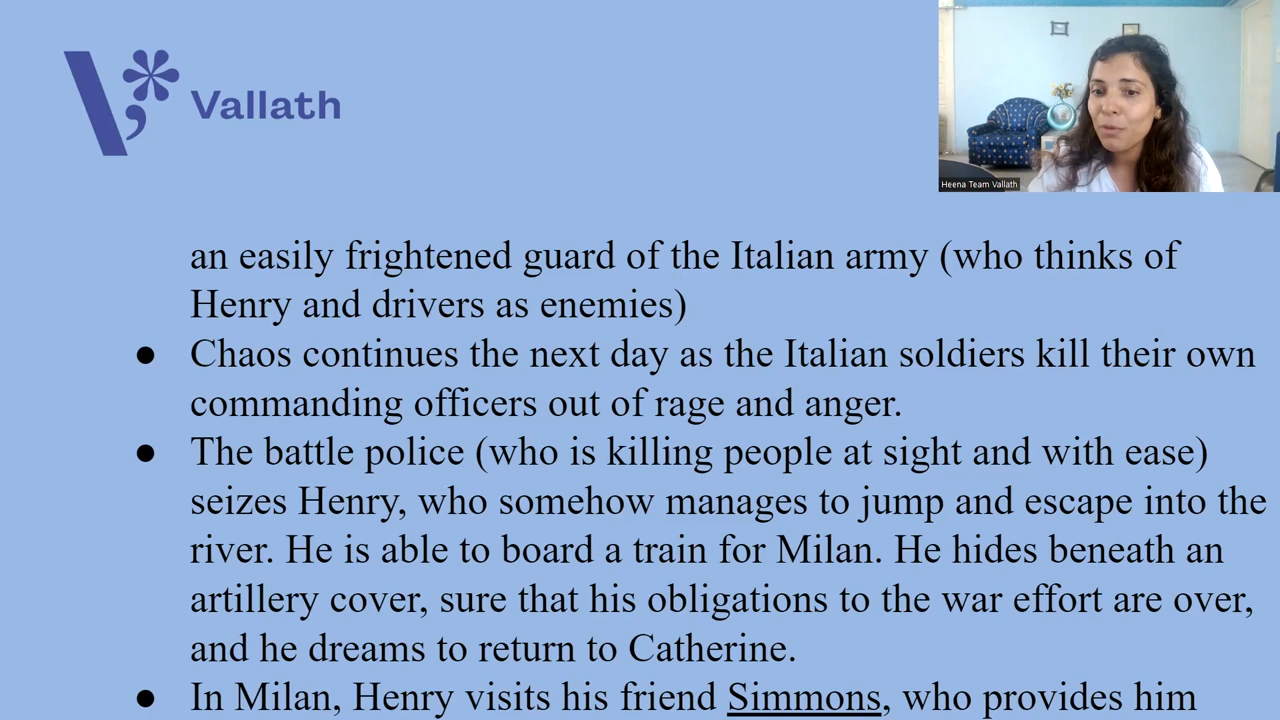 Vallath
Heena Team Vallath
an easily frightened guard of the Italian army (who thinks of
Henry and drivers as enemies)
● Chaos continues the next day as the Italian soldiers kill their own
commanding officers out of rage and anger.
● The battle police (who is killing people at sight and with ease)
seizes Henry, who somehow manages to jump and escape into the
river. He is able to board a train for Milan. He hides beneath an
artillery cover, sure that his obligations to the war effort are over,
and he dreams to return to Catherine.
● In Milan, Henry visits his friend Simmons, who provides him